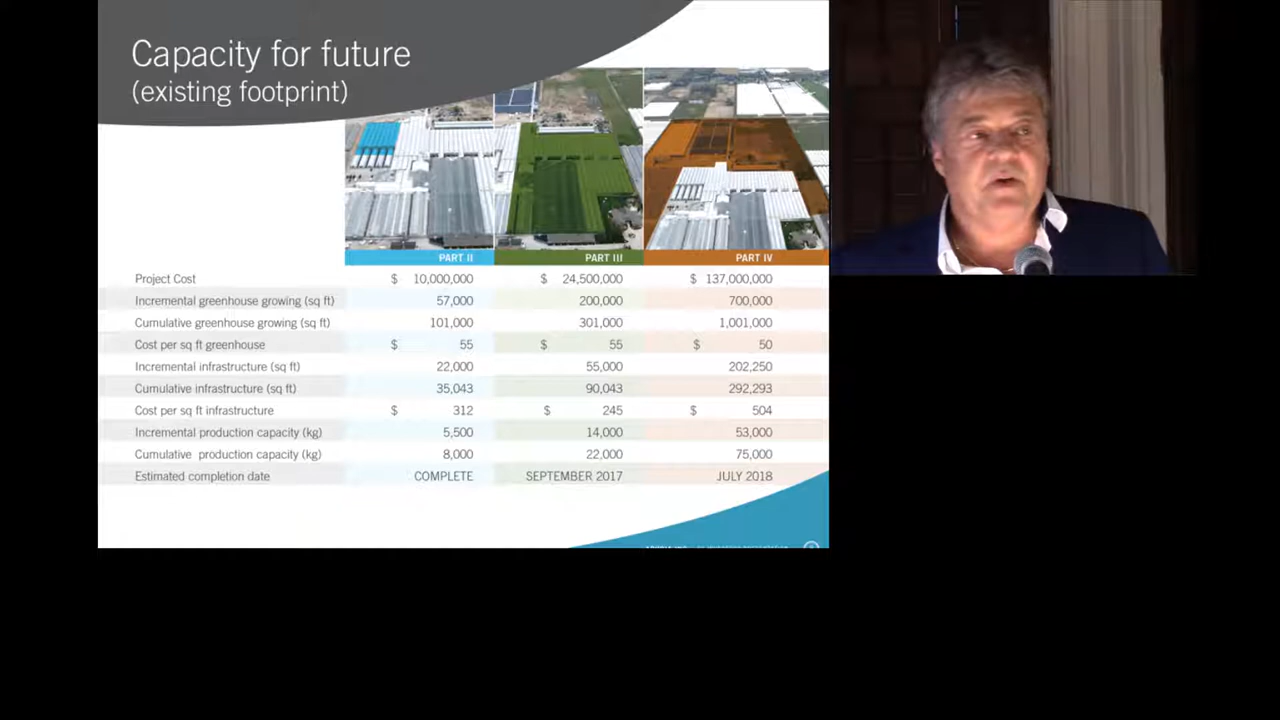 Capacity for future
(existing footprint)
PART II PART III PART IV
Project Cost $ 10,000,000 $ 24,500,000 $ 137,000,000
Incremental greenhouse growing (sq ft) 57,000 200,000 700,000
Cumulative greenhouse growing (sq ft) 101,000 301,000 1,001,000
Cost per sq ft greenhouse $ 55 $ 55 $ 50
Incremental infrastructure (sq ft) 22,000 55,000 202,250
Cumulative infrastructure (sq ft) 35,043 90,043 292,293
Cost per sq ft infrastructure $ 312 $ 245 $ 504
Incremental production capacity (kg) 5,500 14,000 53,000
Cumulative production capacity (kg) 8,000 22,000 75,000
Estimated completion date COMPLETE SEPTEMBER 2017 JULY 2018